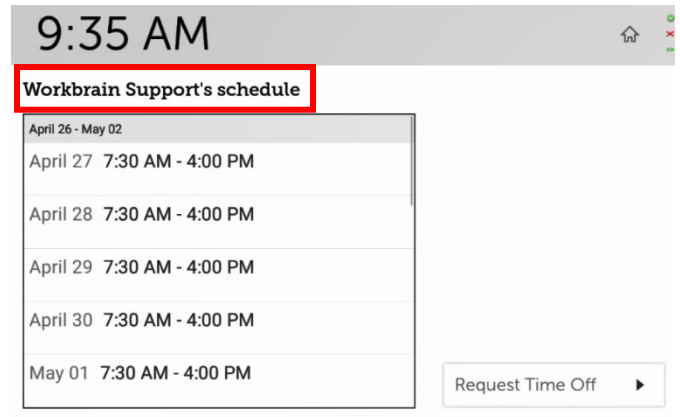 9:35 AM
Workbrain Support's schedule
April 26 - May 02
April 27 7:30 AM - 4:00 PM
April 28 7:30 AM - 4:00 PM
April 29 7:30 AM - 4:00 PM
April 30 7:30 AM - 4:00 PM
May 01 7:30 AM - 4:00 PM
Request Time Off